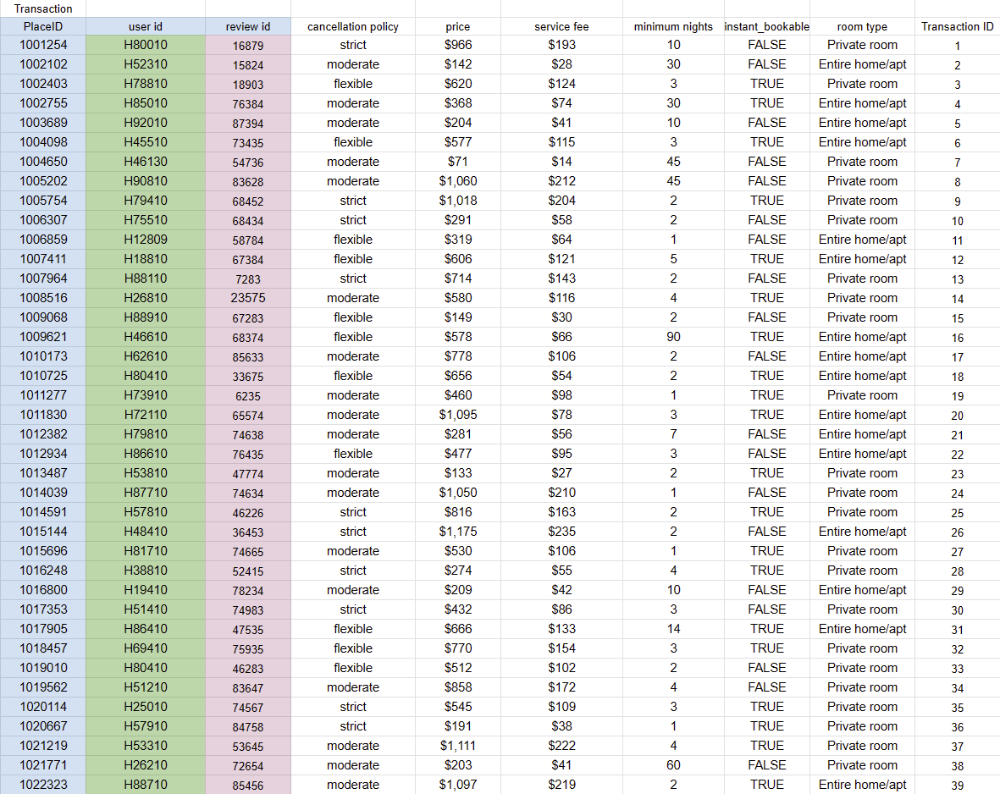 Transaction
PlaceID user id review id cancellation policy price service fee minimum nights instant_bookable room type Transaction ID
1001254 H80010 16879 strict $966 $193 10 FALSE Private room 1
1002102 H52310 15824 moderate $142 $28 30 FALSE Entire home/apt 2
1002403 H78810 18903 flexible $620 $124 3 TRUE Private room 3
1002755 H85010 76384 moderate $368 $74 30 TRUE Entire home/apt 4
1003689 H92010 87394 moderate $204 $41 10 FALSE Entire home/apt 5
1004098 H45510 73435 flexible $577 $115 3 TRUE Entire home/apt 6
1004650 H46130 54736 moderate $71 $14 45 FALSE Private room 7
1005202 H90810 83628 moderate $1,060 $212 45 FALSE Private room 8
1005754 H79410 68452 strict $1,018 $204 2 TRUE Private room 9
1006307 H75510 68434 strict $291 $58 2 FALSE Private room 10
1006859 H12809 58784 flexible $319 $64 1 FALSE Entire home/apt 11
1007411 H18810 67384 flexible $606 $121 5 TRUE Entire home/apt 12
1007964 H88110 7283 strict $714 $143 2 FALSE Private room 13
1008516 H26810 23575 moderate $580 $116 4 TRUE Private room 14
1009068 H88910 67283 flexible $149 $30 2 FALSE Private room 15
1009621 H46610 68374 flexible $578 $66 90 TRUE Entire home/apt 16
1010173 H62610 85633 moderate $778 $106 2 FALSE Entire home/apt 17
1010725 H80410 33675 flexible $656 $54 2 TRUE Entire home/apt 18
1011277 H73910 6235 moderate $460 $98 1 TRUE Private room 19
1011830 H72110 65574 moderate $1,095 $78 3 TRUE Entire home/apt 20
1012382 H79810 74638 moderate $281 $56 7 FALSE Entire home/apt 21
1012934 H86610 76435 flexible $477 $95 3 FALSE Entire home/apt 22
1013487 H53810 47774 moderate $133 $27 2 TRUE Private room 23
1014039 H87710 74634 moderate $1,050 $210 1 FALSE Private room 24
1014591 H57810 46226 strict $816 $163 2 TRUE Private room 25
1015144 H48410 36453 strict $1,175 $235 2 FALSE Entire home/apt 26
1015696 H81710 74665 moderate $530 $106 1 TRUE Private room 27
1016248 H38810 52415 strict $274 $55 4 TRUE Private room 28
1016800 H19410 78234 moderate $209 $42 10 FALSE Entire home/apt 29
1017353 H51410 74983 strict $432 $86 3 FALSE Private room 30
1017905 H86410 47535 flexible $666 $133 14 TRUE Entire home/apt 31
1018457 H69410 75935 flexible $770 $154 3 TRUE Private room 32
1019010 H80410 46283 flexible $512 $102 2 FALSE Private room 33
1019562 H51210 83647 moderate $858 $172 4 FALSE Private room 34
1020114 H25010 74567 strict $545 $109 3 TRUE Private room 35
1020667 H57910 84758 strict $191 $38 1 TRUE Private room 36
1021219 H53310 53645 moderate $1,111 $222 4 TRUE Private room 37
1021771 H26210 72654 moderate $203 $41 60 FALSE Private room 38
1022323 H88710 85456 moderate $1,097 $219 2 TRUE Entire home/apt 39